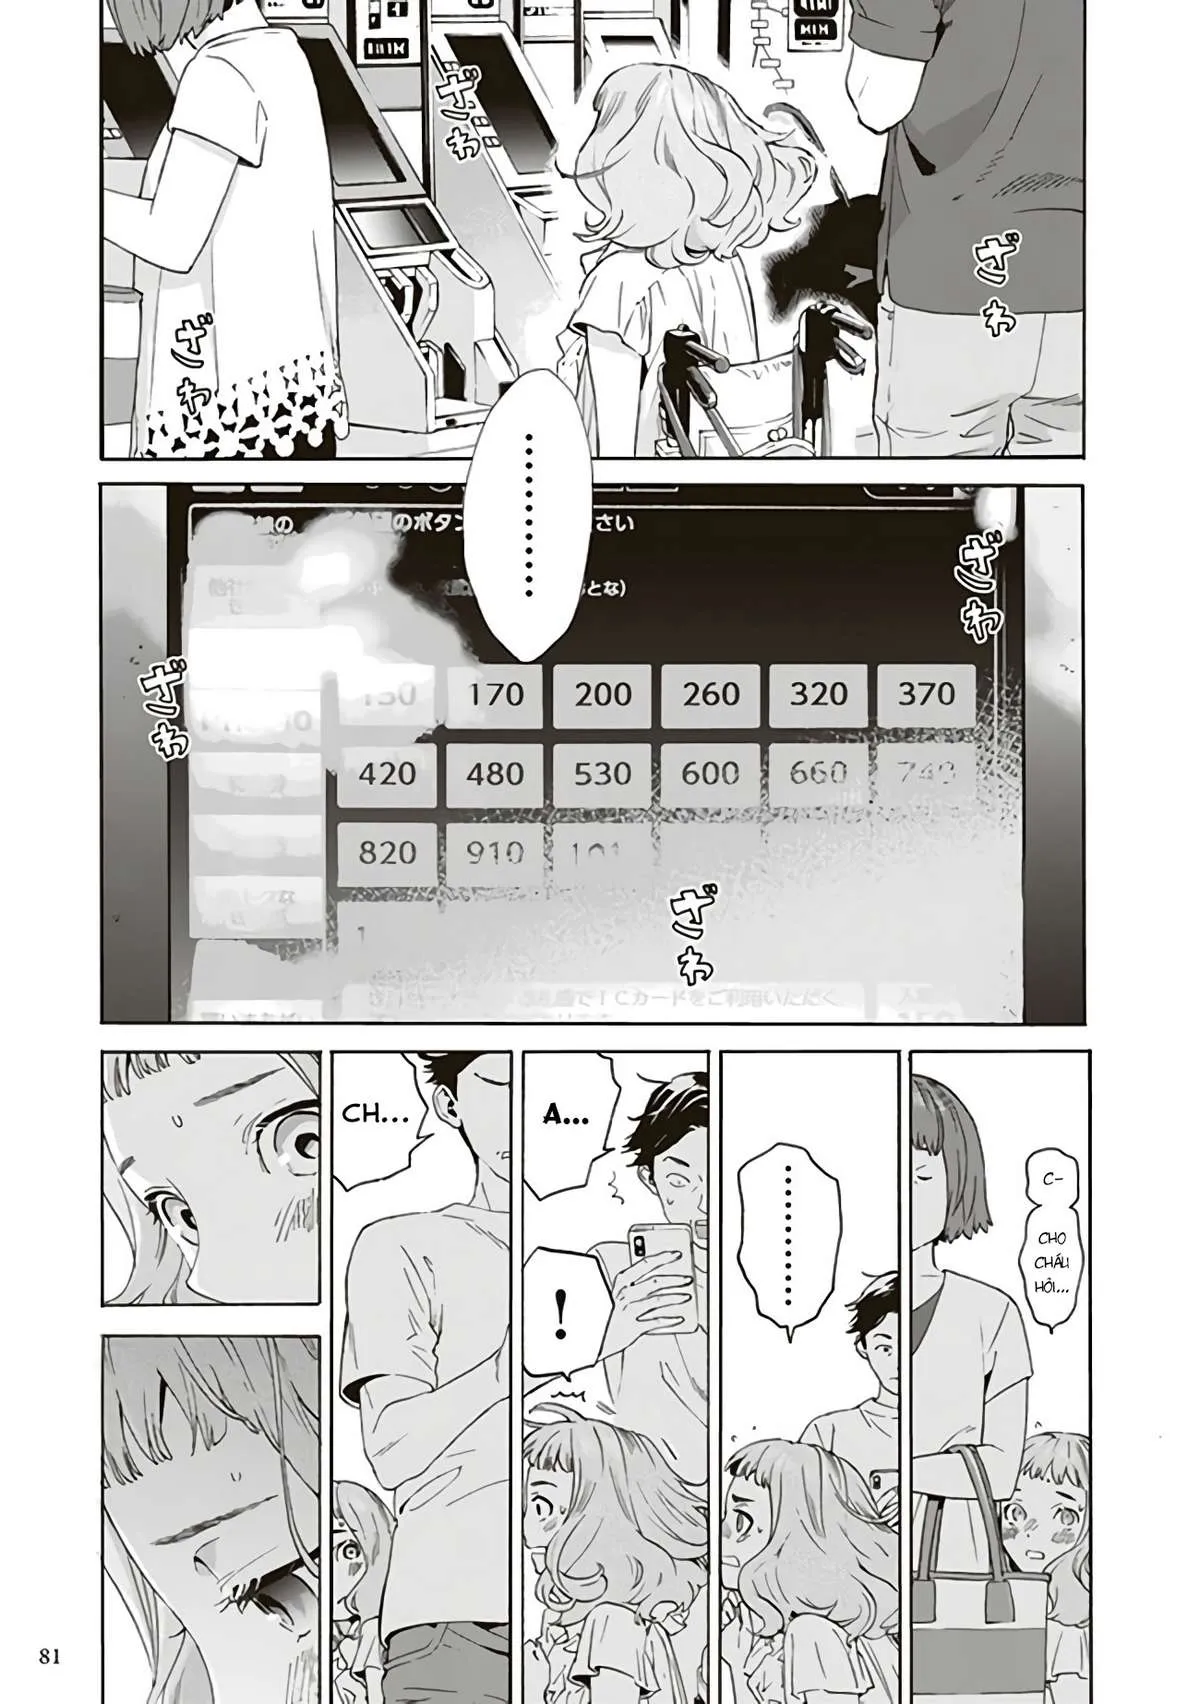 ざわ
ざわ
ざわ
………
のボタン
さい
とな)
ざわ
ざわ
170 200 260 320 370
420 480 530 600 660 740
820 910
ざわ
でICカードをご利用いただく
C-
CHO
CHÁU
HỎI...
………
A...
!
CH...
81